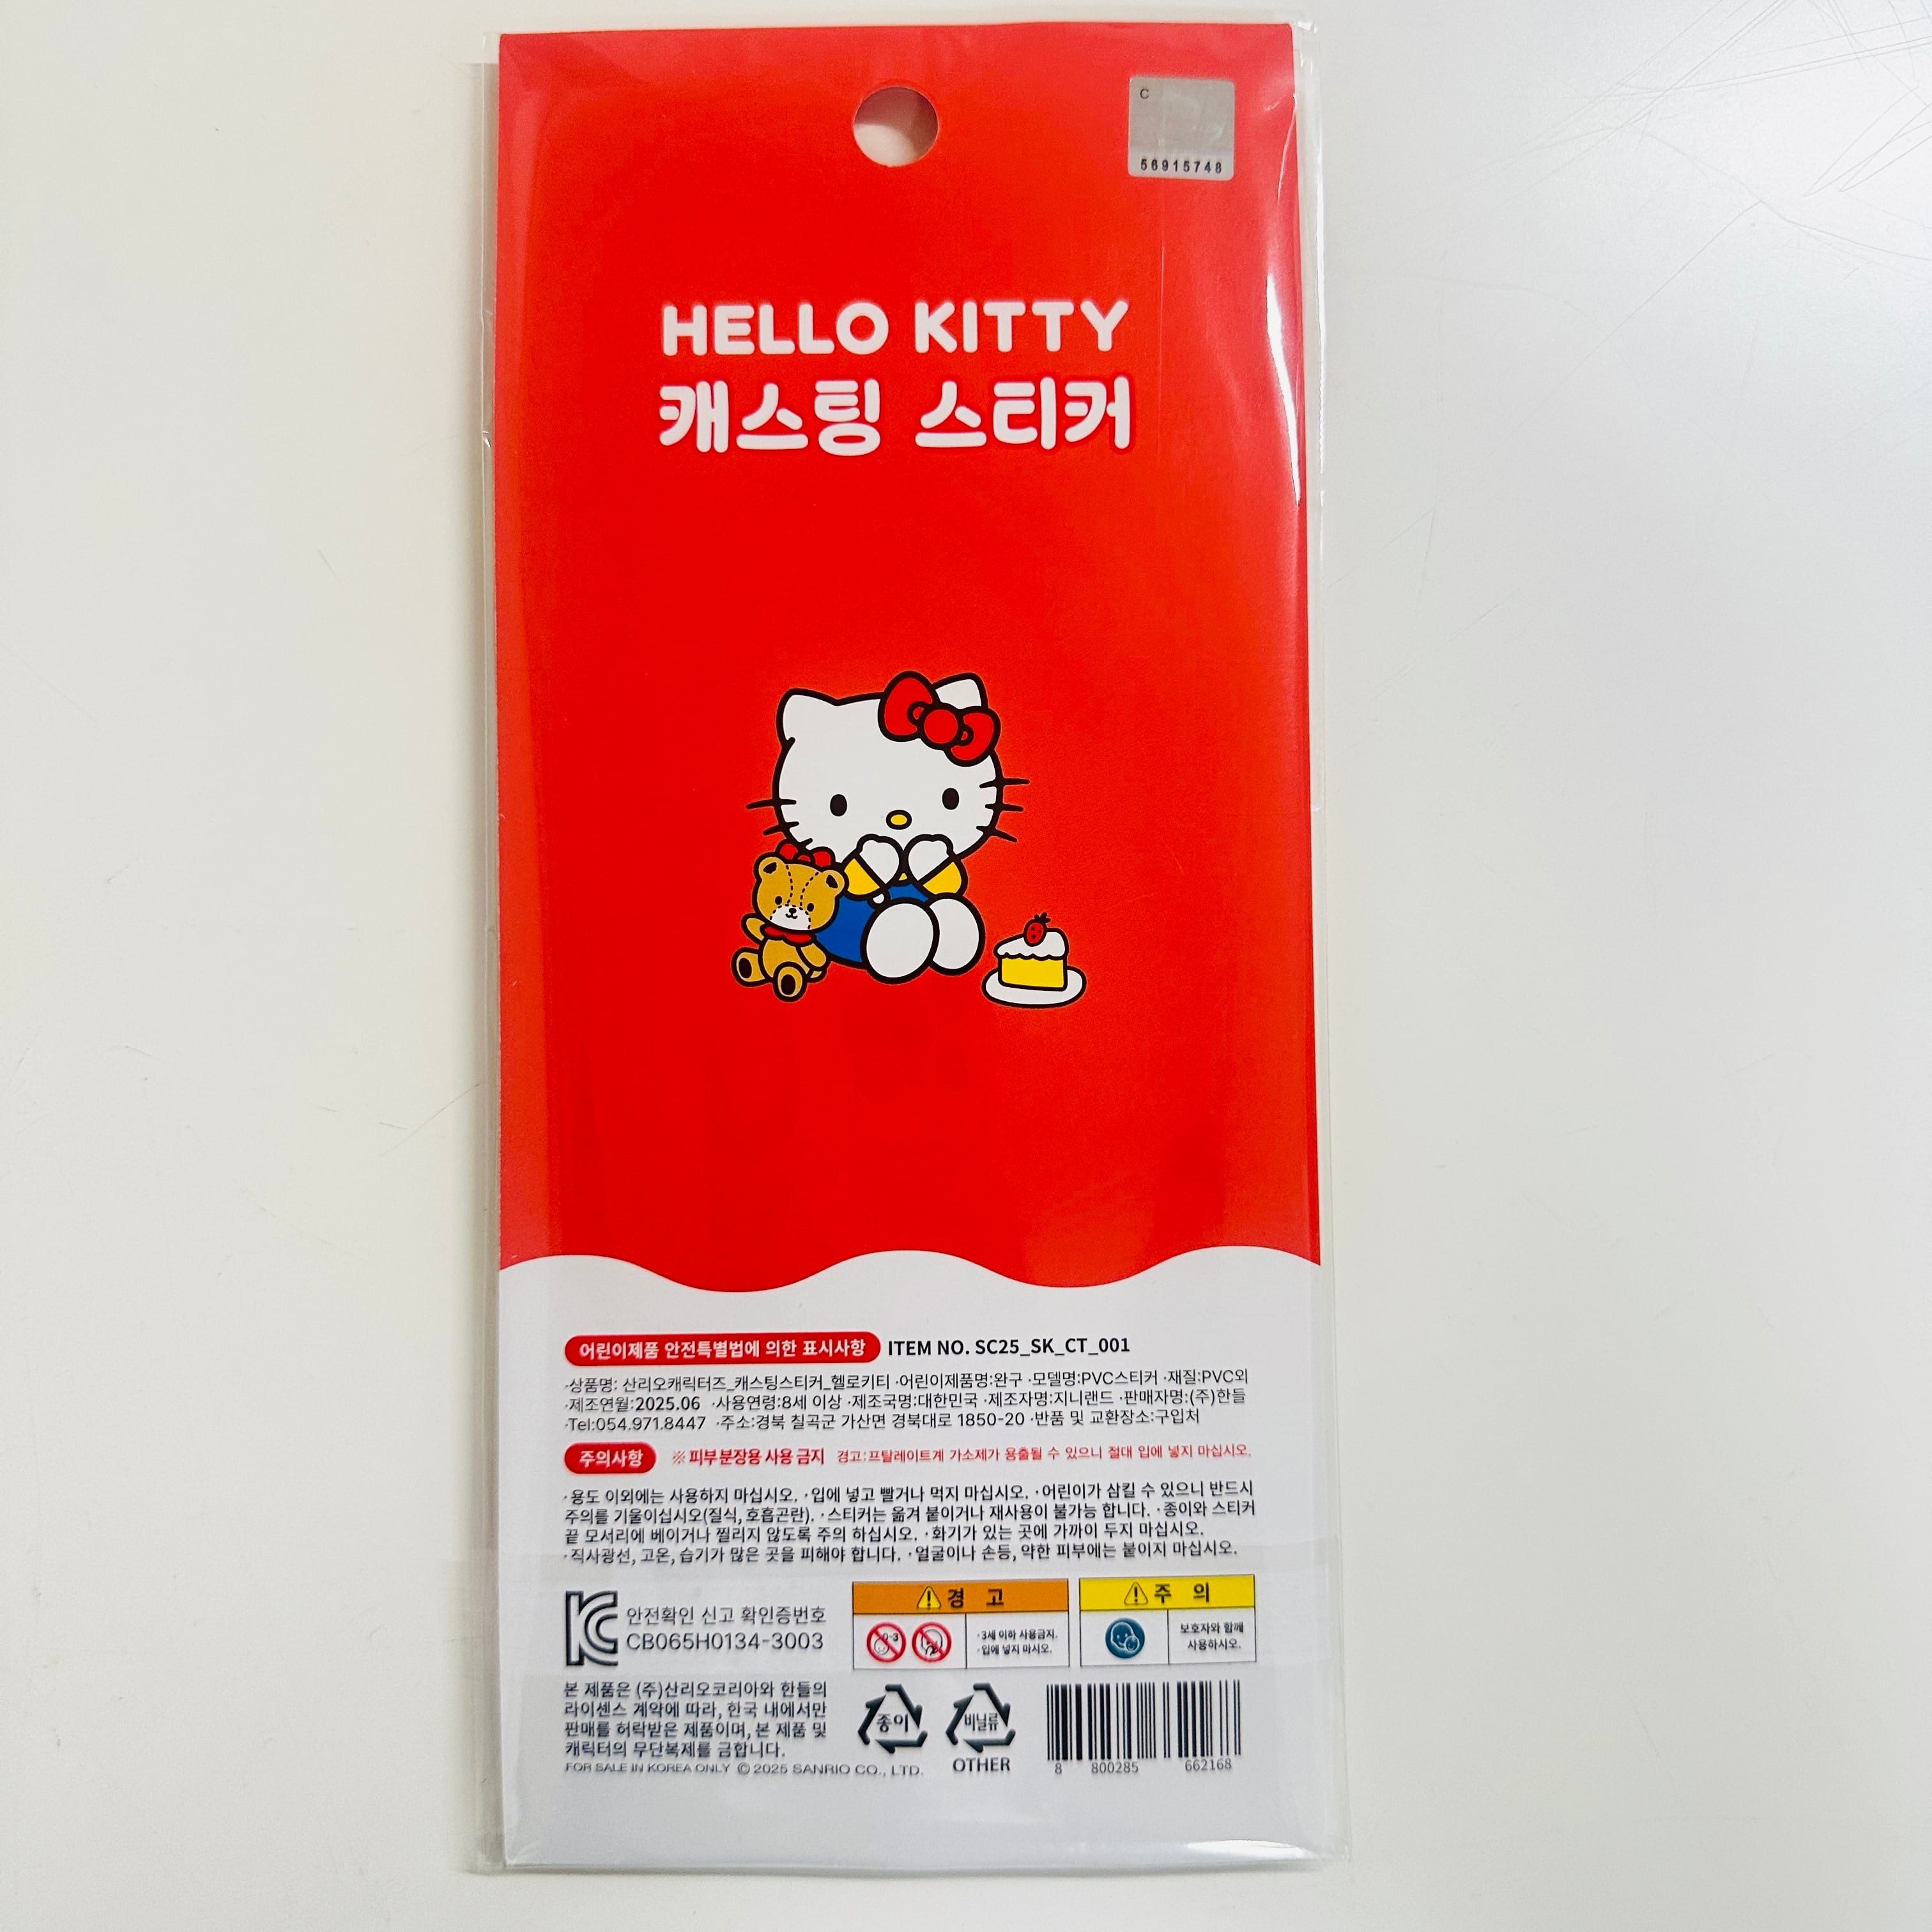 C
56915748
HELLO KITTY
캐스팅 스티커
어린이제품 안전특별법에 의한 표시사항 ITEM NO. SC25_SK_CT_001
·상품명: 산리오캐릭터즈_캐스팅스티커_헬로키티 ·어린이제품명:완구 ·모델명:PVC스티커 ·재질:PVC외
·제조연월:2025.06 ·사용연령:8세 이상 ·제조국명:대한민국 ·제조자명:지니랜드 ·판매자명:(주)한들
·Tel:054.971.8447 ·주소:경북 칠곡군 가산면 경북대로 1850-20 ·반품 및 교환장소:구입처
주의사항 ※ 피부 분장용 사용 금지 경고:프탈레이트계 가소제가 용출될 수 있으니 절대 입에 넣지 마십시오.
·용도 이외에는 사용하지 마십시오. ·입에 넣고 빨거나 먹지 마십시오. ·어린이가 삼킬 수 있으니 반드시
주의를 기울이십시오(질식, 호흡곤란). ·스티커는 옮겨 붙이거나 재사용이 불가능 합니다. ·종이와 스티커
끝 모서리에 베이거나 찔리지 않도록 주의 하십시오. ·화기가 있는 곳에 가까이 두지 마십시오.
·직사광선, 고온, 습기가 많은 곳을 피해야 합니다. ·얼굴이나 손등, 약한 피부에는 붙이지 마십시오.
KC 안전확인 신고 확인증번호
CB065H0134-3003
경 고
0-3
·3세 이하 사용금지.
·입에 넣지 마시오.
주 의
보호자와 함께
사용하시오.
본 제품은 (주)산리오코리아와 한들의
라이센스 계약에 따라, 한국 내에서만
판매를 허락받은 제품이며, 본 제품 및
캐릭터의 무단복제를 금합니다.
FOR SALE IN KOREA ONLY © 2025 SANRIO CO., LTD.
종이
비닐류
OTHER
8 800285 662168